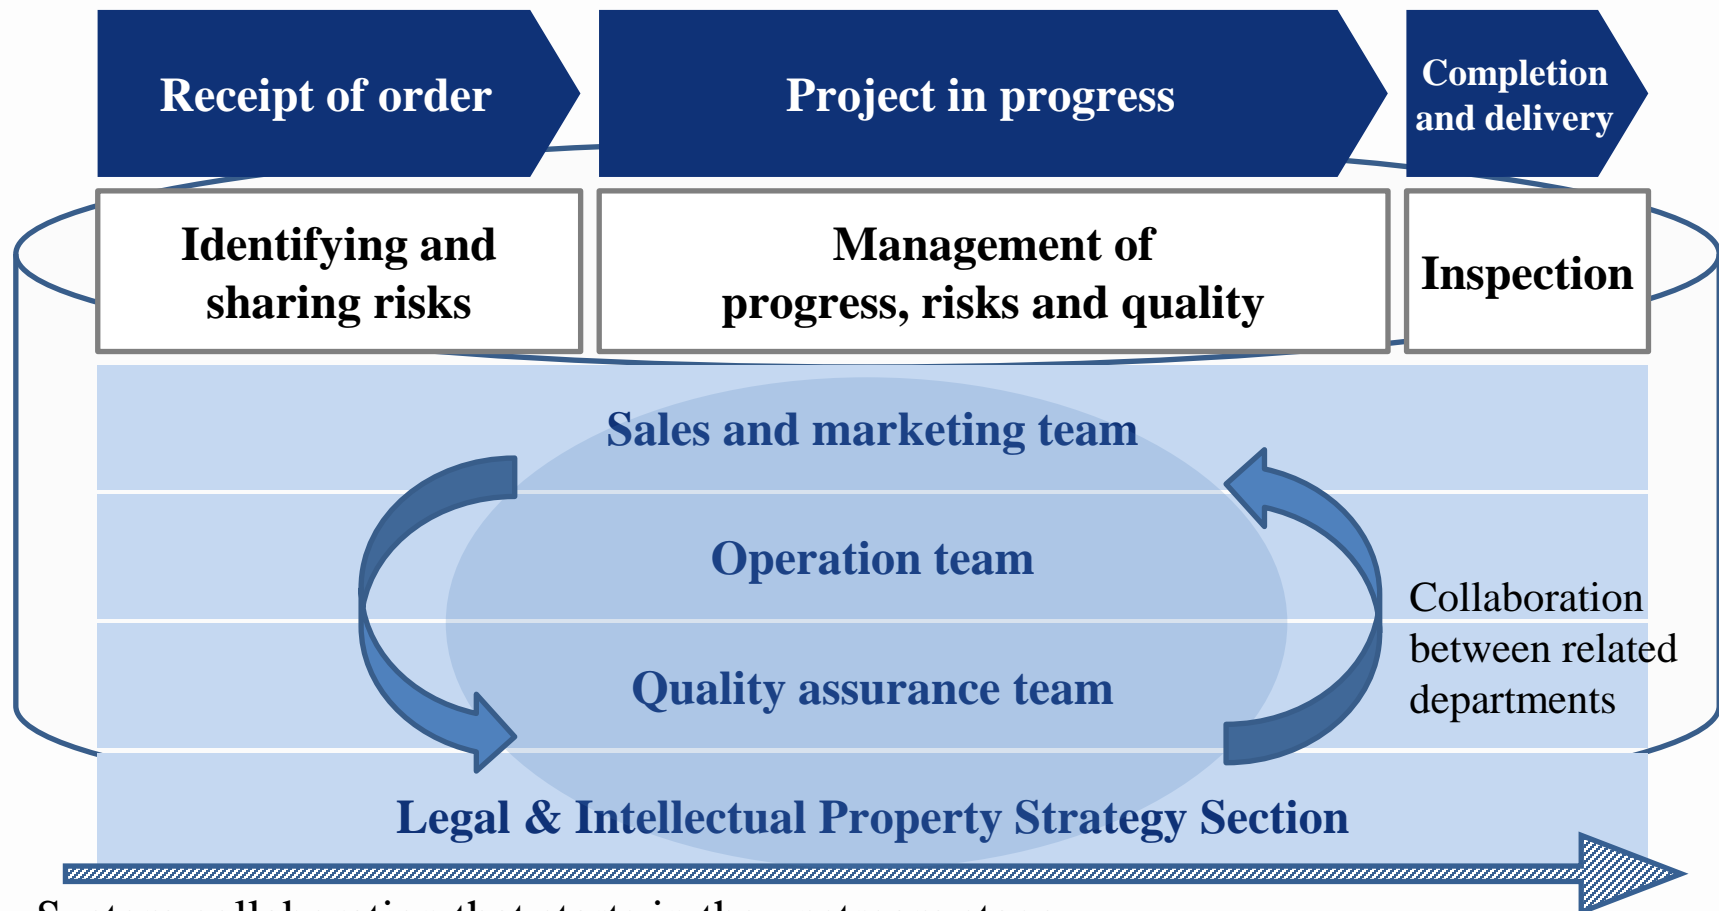 Receipt of order
Project in progress
Completion
and delivery
Identifying and
sharing risks
Management of
progress, risks and quality
Inspection
Sales and marketing team
Operation team
Quality assurance team
Collaboration
between related
departments
Legal & Intellectual Property Strategy Section